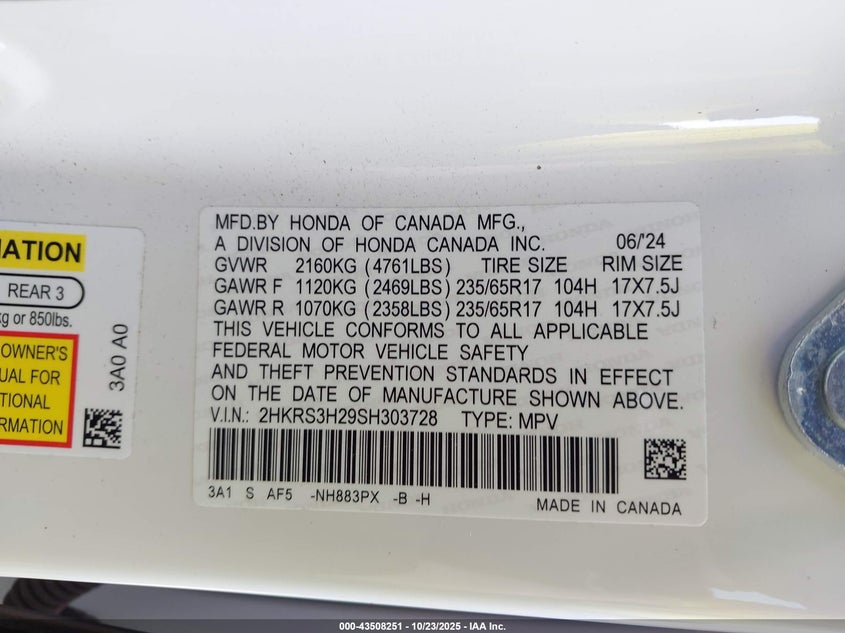 MATION
REAR 3
kg or 850lbs.
OWNER'S
UAL FOR
TIONAL
ORMATION
3A0 A0
MFD.BY HONDA OF CANADA MFG.,
A DIVISION OF HONDA CANADA INC. 06/'24
GVWR 2160KG (4761LBS) TIRE SIZE RIM SIZE
GAWR F 1120KG (2469LBS) 235/65R17 104H 17X7.5J
GAWR R 1070KG (2358LBS) 235/65R17 104H 17X7.5J
THIS VEHICLE CONFORMS TO ALL APPLICABLE
FEDERAL MOTOR VEHICLE SAFETY
AND THEFT PREVENTION STANDARDS IN EFFECT
ON THE DATE OF MANUFACTURE SHOWN ABOVE.
V.I.N.: 2HKRS3H29SH303728 TYPE: MPV
3A1 S AF5 -NH883PX -B -H
MADE IN CANADA
000-43508251 - 10/23/2025 - IAA Inc.